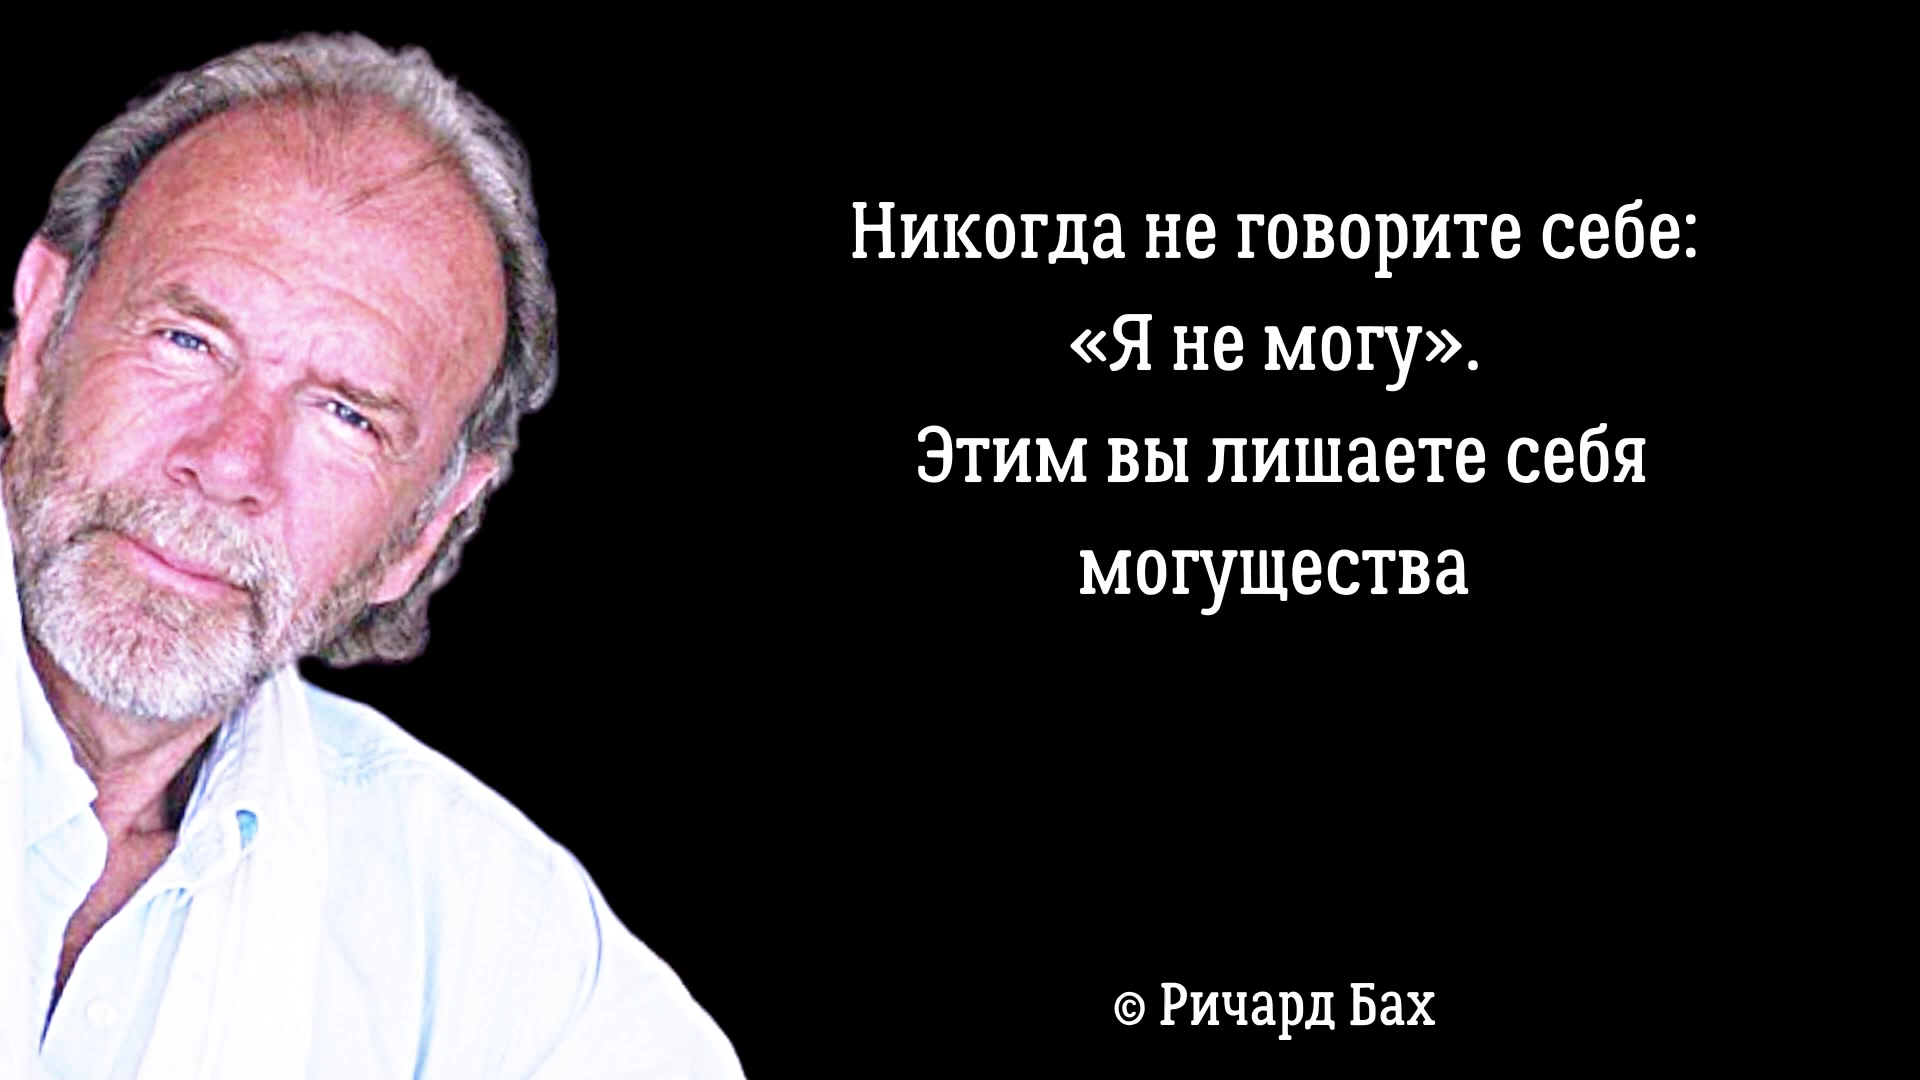 Никогда не говорите себе:
«Я не могу».
Этим вы лишаете себя
могущества
© Ричард Бах